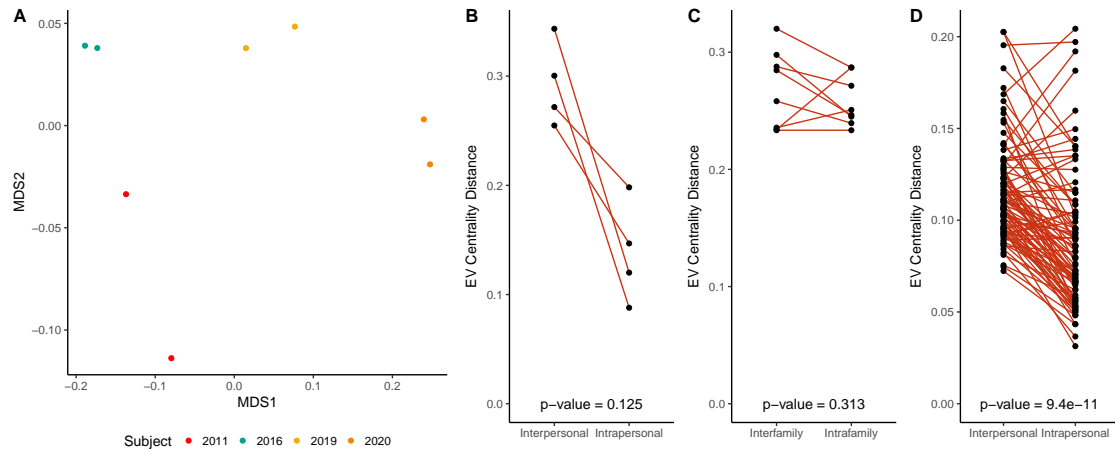 A
0.05
0.00
−0.05
−0.10
MDS2
−0.2 −0.1 0.0 0.1 0.2
MDS1
Subject 2011 2016 2019 2020
B
EV Centrality Distance
0.3
0.2
0.1
0.0
p−value = 0.125
Interpersonal Intrapersonal
C
EV Centrality Distance
0.3
0.2
0.1
0.0
p−value = 0.313
Interfamily Intrafamily
D
EV Centrality Distance
0.20
0.15
0.10
0.05
0.00
p−value = 9.4e−11
Interpersonal Intrapersonal